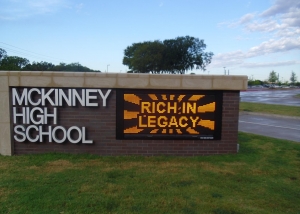 MCKINNEY
HIGH
SCHOOL
RICH IN
LEGACY